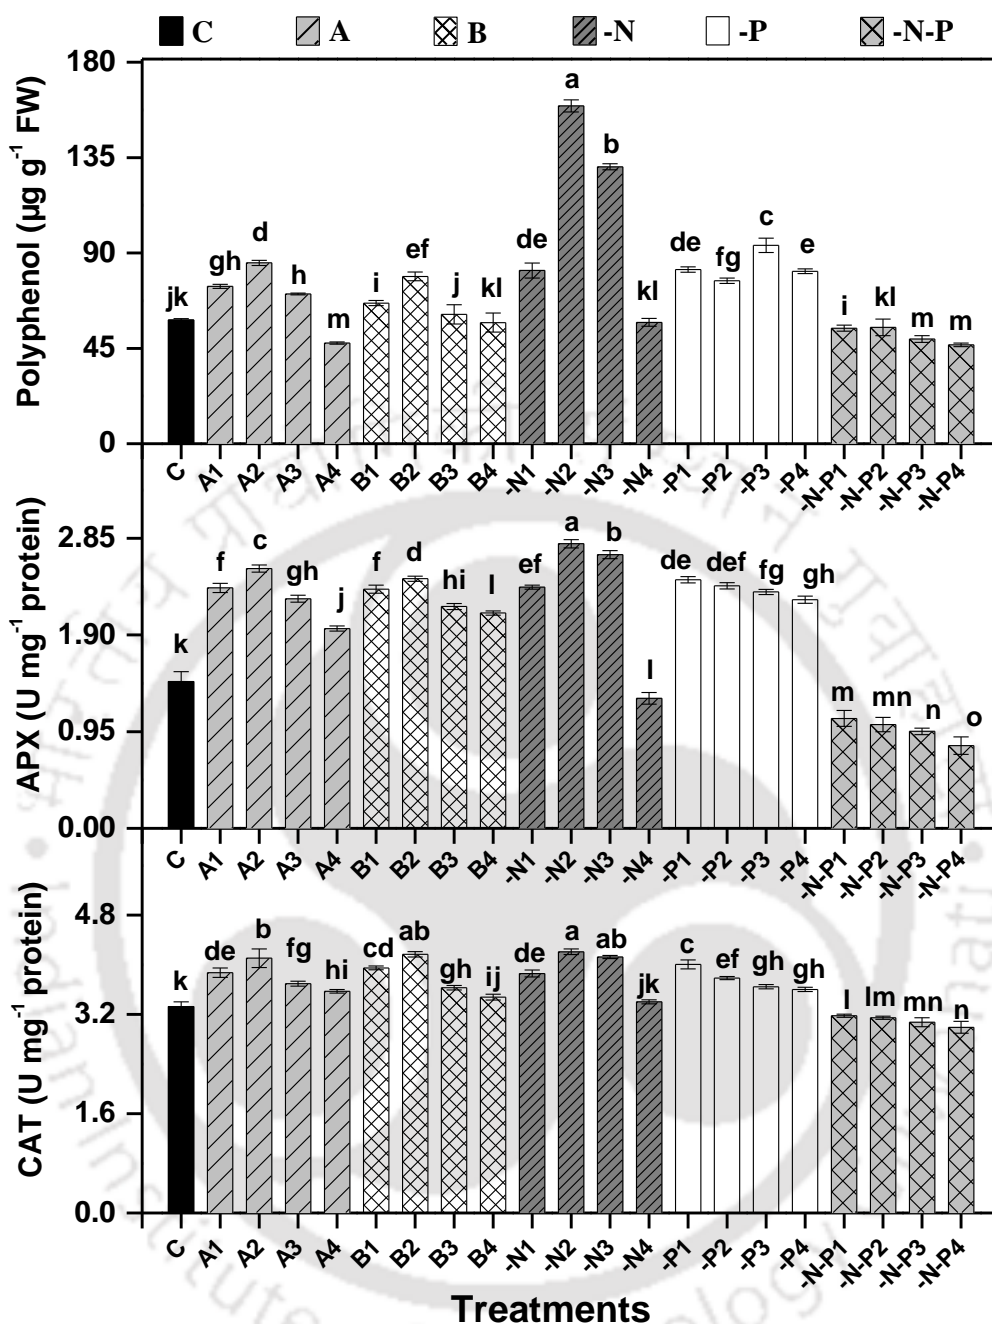 C A B -N -P -N-P
Polyphenol (µg g⁻¹ FW)
180
135
90
45
0
jk gh d h m i ef j kl de a b kl de fg c e i kl m m
C A1 A2 A3 A4 B1 B2 B3 B4 -N1 -N2 -N3 -N4 -P1 -P2 -P3 -P4 -N-P1 -N-P2 -N-P3 -N-P4
APX (U mg⁻¹ protein)
2.85
1.90
0.95
0.00
k f c gh j f d hi l ef a b l de def fg gh m mn n o
C A1 A2 A3 A4 B1 B2 B3 B4 -N1 -N2 -N3 -N4 -P1 -P2 -P3 -P4 -N-P1 -N-P2 -N-P3 -N-P4
CAT (U mg⁻¹ protein)
4.8
3.2
1.6
0.0
k de b fg hi cd ab gh ij de a ab jk c ef gh gh l lm mn n
C A1 A2 A3 A4 B1 B2 B3 B4 -N1 -N2 -N3 -N4 -P1 -P2 -P3 -P4 -N-P1 -N-P2 -N-P3 -N-P4
Treatments